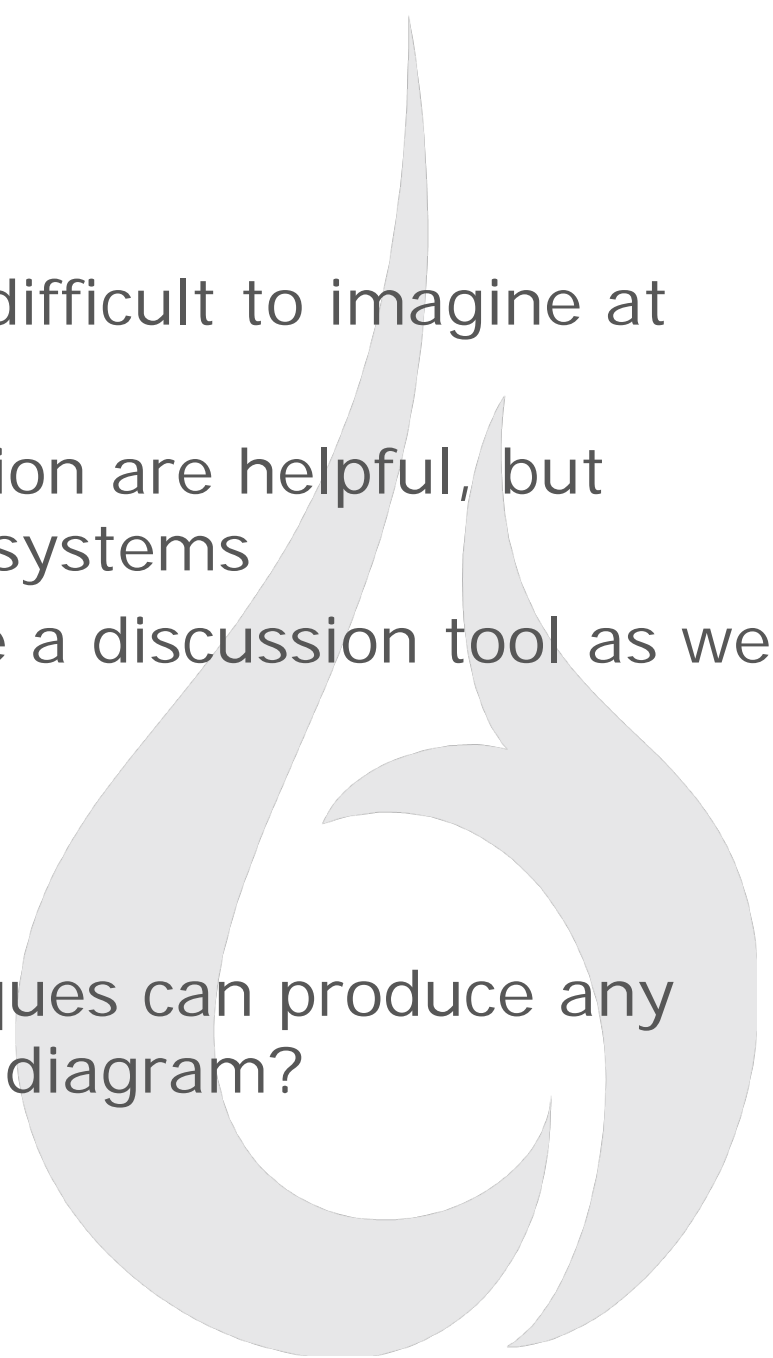 difficult to imagine at
ion are helpful, but
systems
e a discussion tool as we
ques can produce any
diagram?